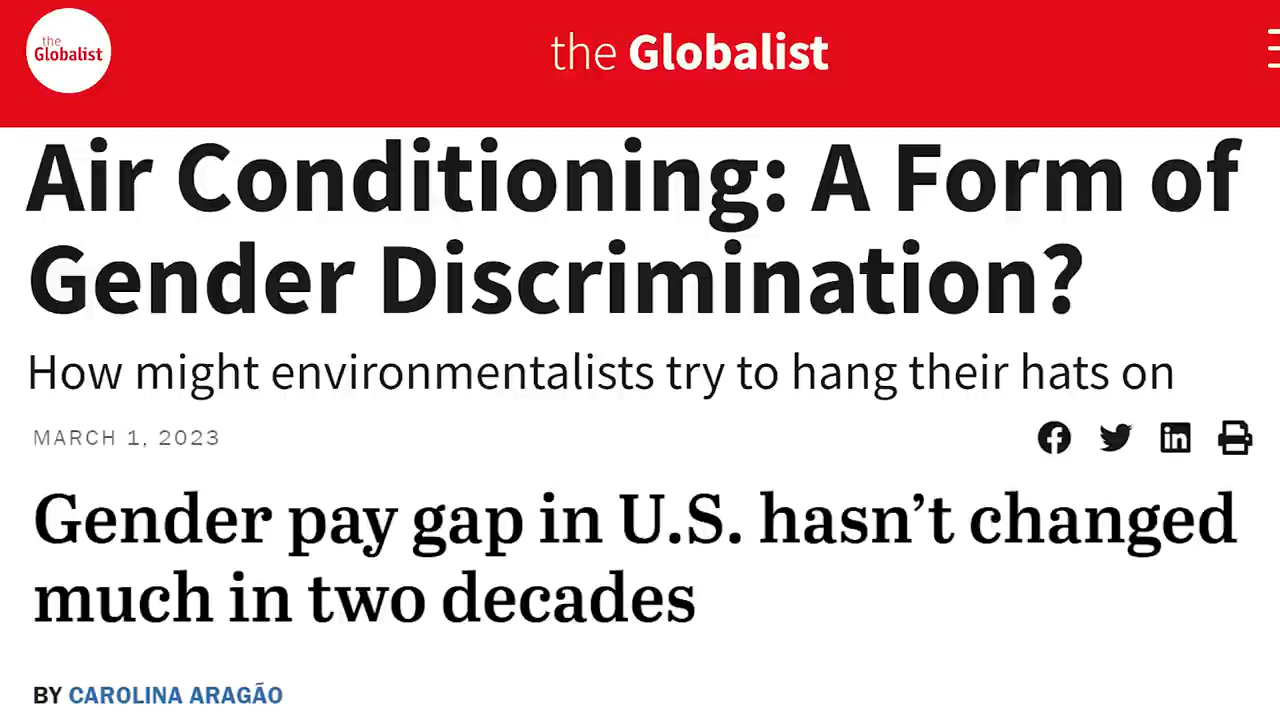 the
Globalist
the Globalist
Air Conditioning: A Form of
Gender Discrimination?
How might environmentalists try to hang their hats on
MARCH 1, 2023
Gender pay gap in U.S. hasn’t changed
much in two decades
BY CAROLINA ARAGÃO